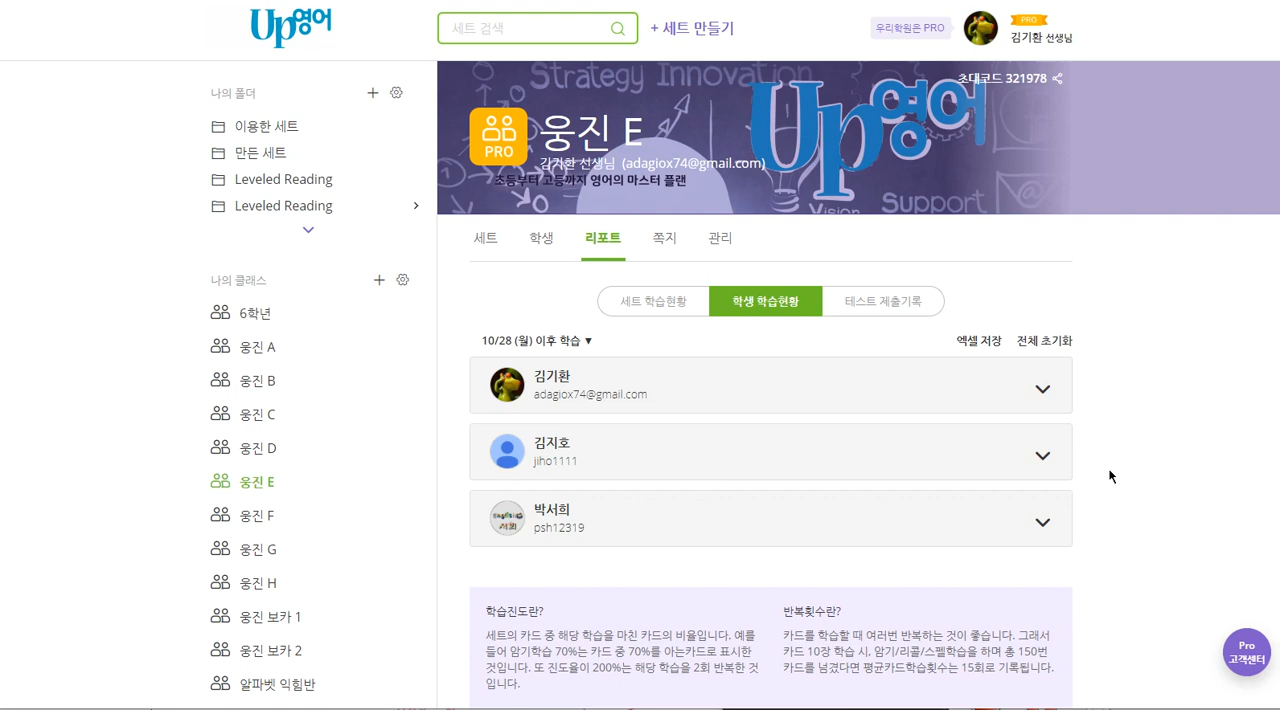 Up영어
세트 검색
+ 세트 만들기
우리학원은 PRO
PRO
김기환 선생님
나의 폴더
이용한 세트
만든 세트
Leveled Reading
Leveled Reading
나의 클래스
6학년
웅진 A
웅진 B
웅진 C
웅진 D
웅진 E
웅진 F
웅진 G
웅진 H
웅진 보카 1
웅진 보카 2
알파벳 익힘반
Strategy Innovation
초대코드 321978
Up영어
PRO
웅진 E
김기환 선생님 (adagiox74@gmail.com)
초등부터 고등까지 영어의 마스터 플랜
Vision
Support
세트
학생
리포트
쪽지
관리
세트 학습현황
학생 학습현황
테스트 제출기록
10/28 (월) 이후 학습 ▼
엑셀 저장
전체 초기화
김기환
adagiox74@gmail.com
김지호
jiho1111
박서희
psh12319
학습진도란?
세트의 카드 중 해당 학습을 마친 카드의 비율입니다. 예를
들어 암기학습 70%는 카드 중 70%를 아는카드로 표시한
것입니다. 또 진도율이 200%는 해당 학습을 2회 반복한 것
입니다.
반복횟수란?
카드를 학습할 때 여러번 반복하는 것이 좋습니다. 그래서
카드 10장 학습 시, 암기/리콜/스펠학습을 하며 총 150번
카드를 넘겼다면 평균카드학습횟수는 15회로 기록됩니다.
Pro
고객센터